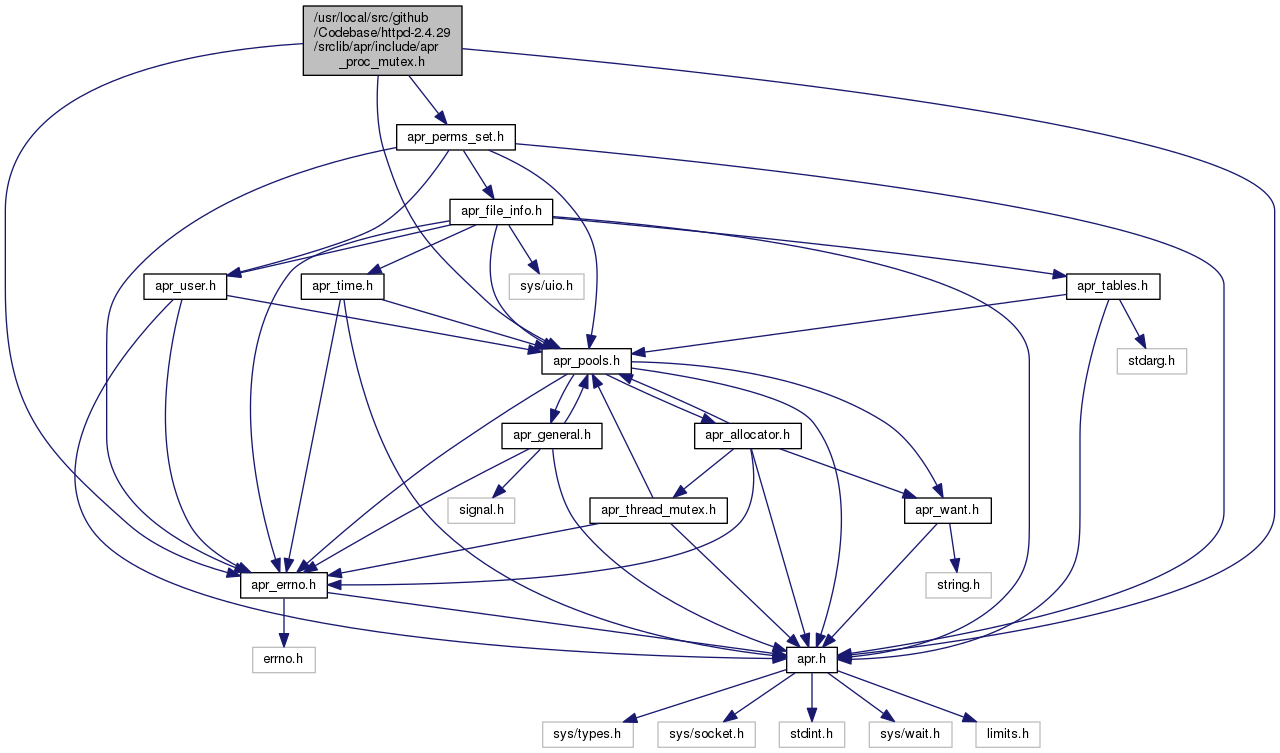 /usr/local/src/github
/Codebase/httpd-2.4.29
/srclib/apr/include/apr
_proc_mutex.h
apr_perms_set.h
apr_file_info.h
apr_user.h
apr_time.h
sys/uio.h
apr_tables.h
apr_pools.h
stdarg.h
apr_general.h
apr_allocator.h
signal.h
apr_thread_mutex.h
apr_want.h
apr_errno.h
string.h
errno.h
apr.h
sys/types.h
sys/socket.h
stdint.h
sys/wait.h
limits.h